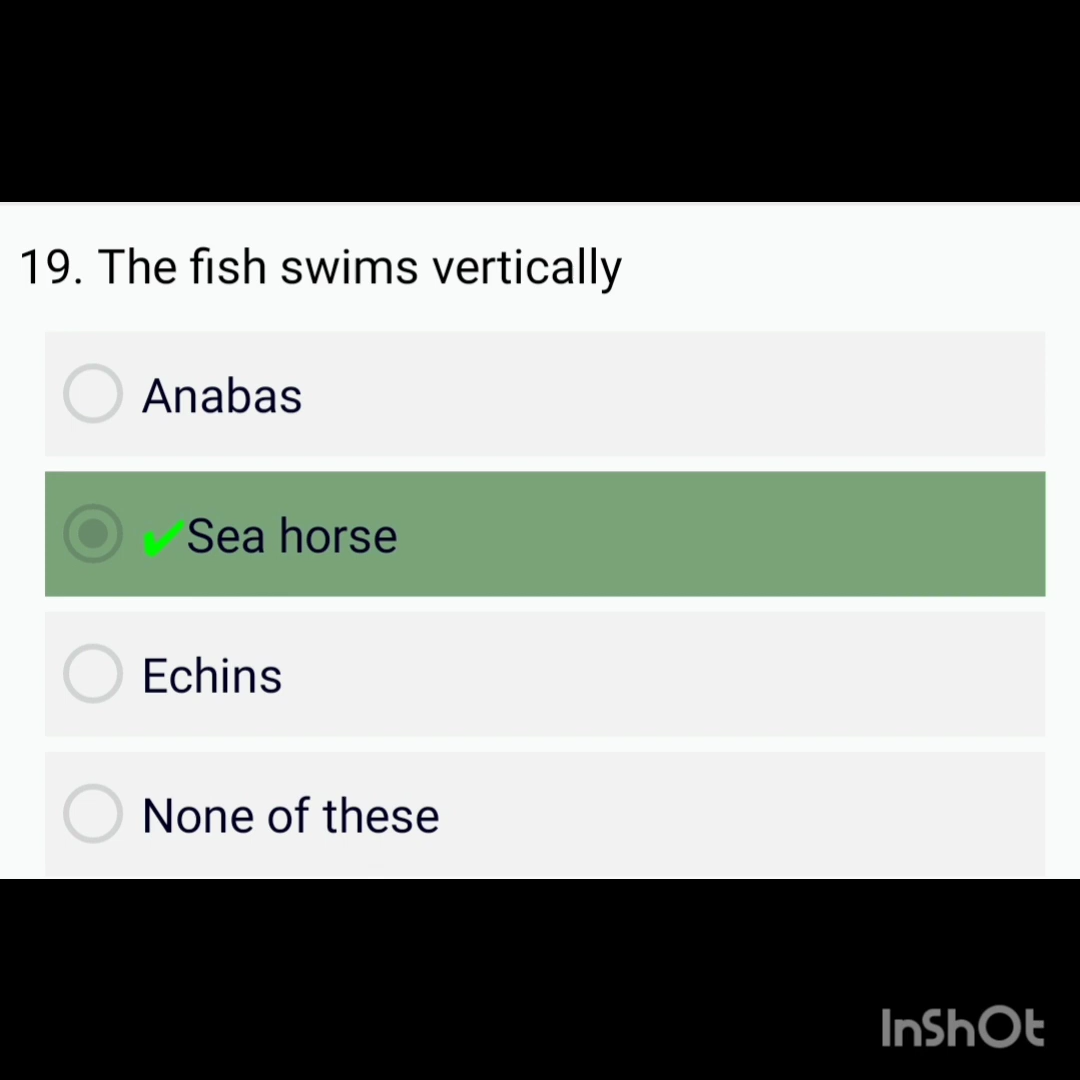 19. The fish swims vertically
Anabas
✔Sea horse
Echins
None of these
InShOt